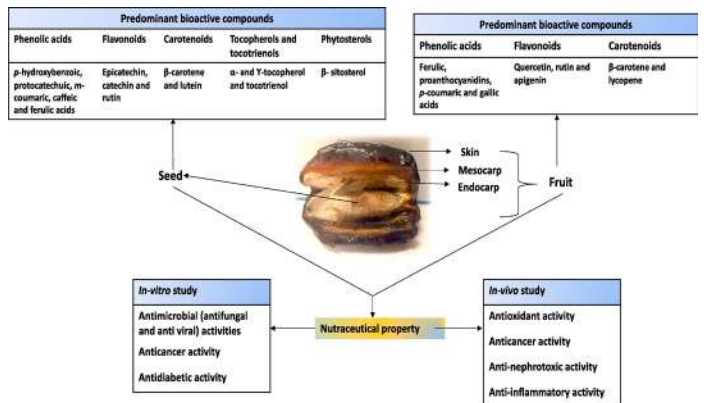 Predominant bioactive compounds
Phenolic acids Flavonoids Carotenoids Tocopherols and tocotrienols Phytosterols
p-hydroxybenzoic, protocatechuic, m-coumaric, caffeic and ferulic acids
Epicatechin, catechin and rutin
β-carotene and lutein
α- and ϒ-tocopherol and tocotrienol
β- sitosterol
Predominant bioactive compounds
Phenolic acids Flavonoids Carotenoids
Ferulic, proanthocyanidins, p-coumaric and gallic acids
Quercetin, rutin and apigenin
β-carotene and lycopene
Skin
Mesocarp
Endocarp
Seed
Fruit
In-vitro study
Antimicrobial (antifungal and anti viral) activities
Anticancer activity
Antidiabetic activity
Nutraceutical property
In-vivo study
Antioxidant activity
Anticancer activity
Anti-nephrotoxic activity
Anti-inflammatory activity